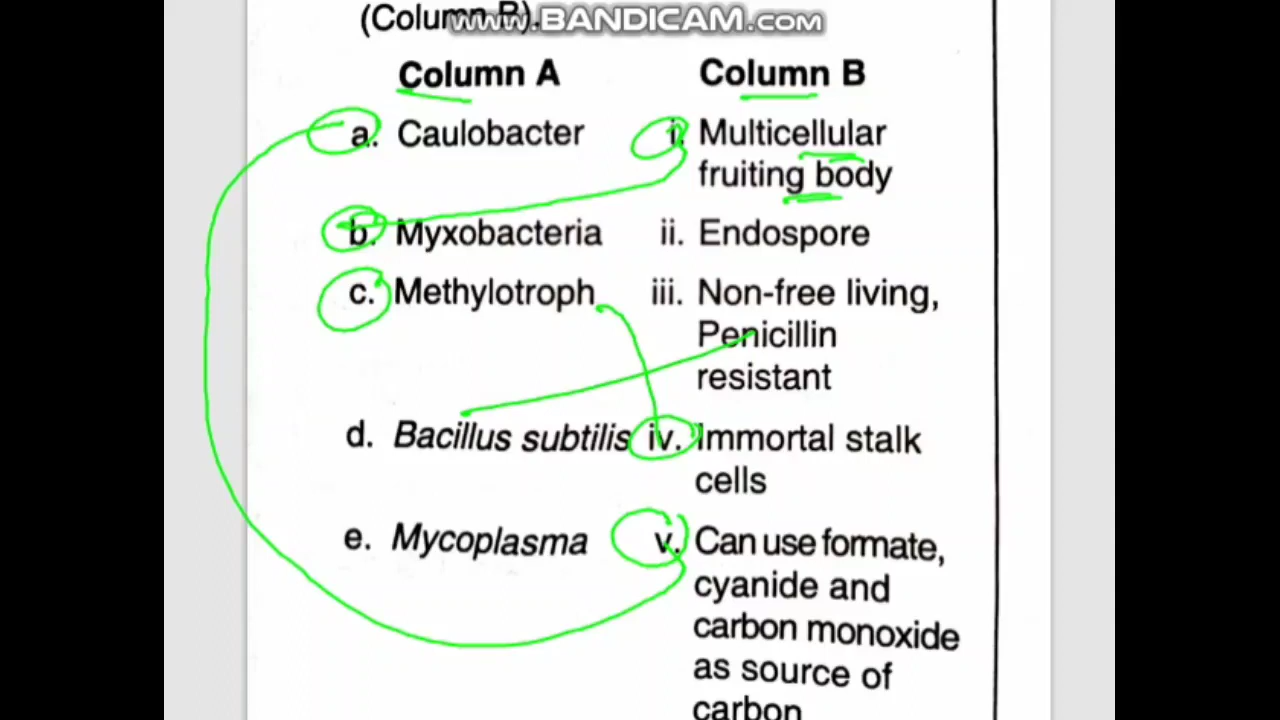 (Column B).
www.BANDICAM.com
Column A Column B
a. Caulobacter i. Multicellular
fruiting body
b. Myxobacteria ii. Endospore
c. Methylotroph iii. Non-free living,
Penicillin
resistant
d. Bacillus subtilis iv. Immortal stalk
cells
e. Mycoplasma v. Can use formate,
cyanide and
carbon monoxide
as source of
carbon